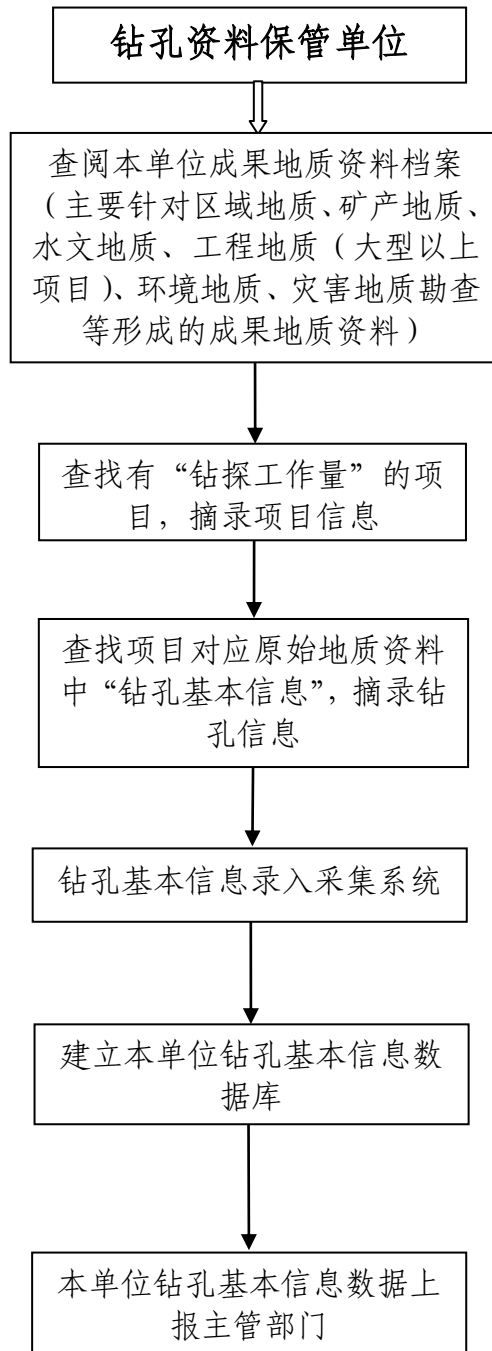 钻孔资料保管单位
查阅本单位成果地质资料档案
（主要针对区域地质、矿产地质、
水文地质、工程地质（大型以上
项目）、环境地质、灾害地质勘查
等形成的成果地质资料）
查找有“钻探工作量”的项
目，摘录项目信息
查找项目对应原始地质资料
中“钻孔基本信息”，摘录钻
孔信息
钻孔基本信息录入采集系统
建立本单位钻孔基本信息数
据库
本单位钻孔基本信息数据上
报主管部门